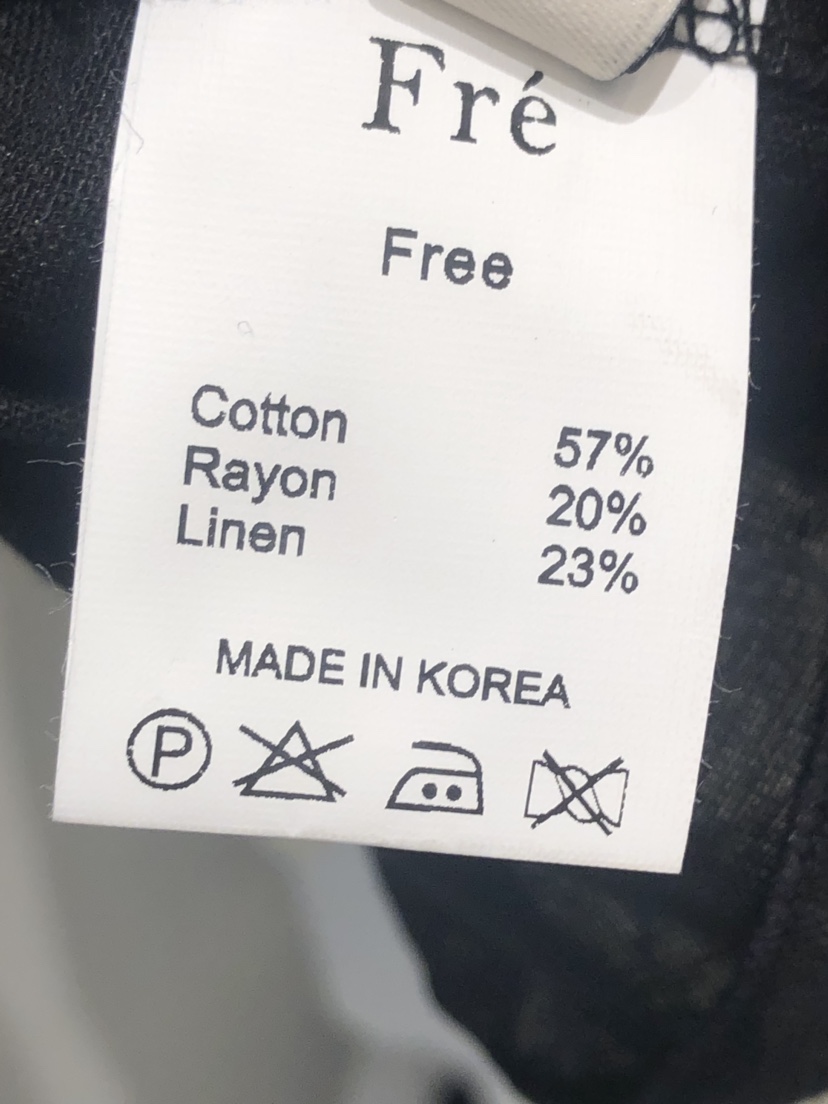 Fré
Free
Cotton 57%
Rayon 20%
Linen 23%
MADE IN KOREA
P